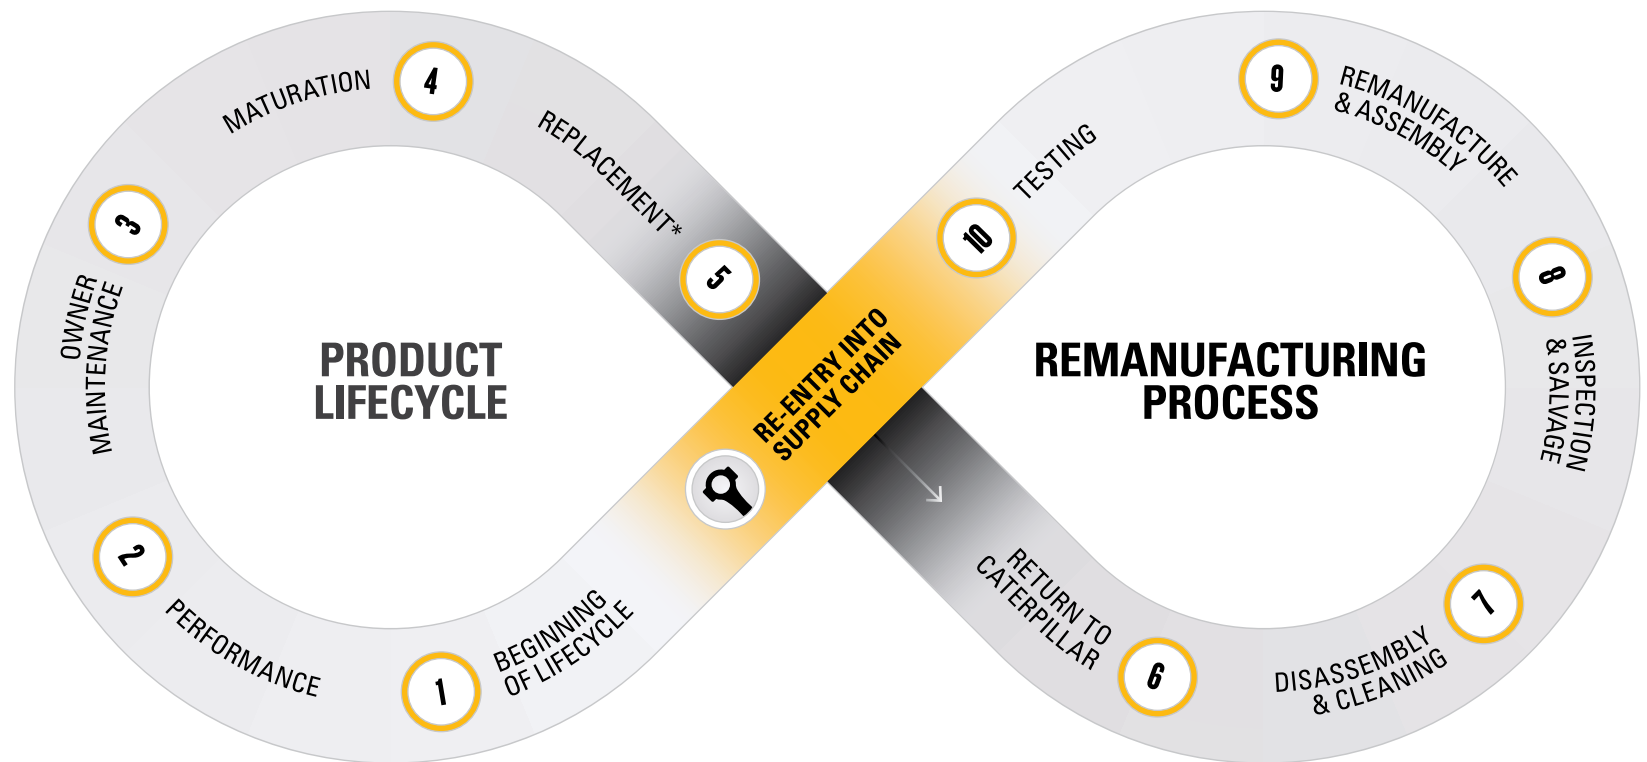 PRODUCT
LIFECYCLE
1
BEGINNING
OF LIFECYCLE
2
PERFORMANCE
3
OWNER
MAINTENANCE
4
MATURATION
5
REPLACEMENT*
RE-ENTRY INTO
SUPPLY CHAIN
REMANUFACTURING
PROCESS
6
RETURN TO
CATERPILLAR
7
DISASSEMBLY
& CLEANING
8
INSPECTION
& SALVAGE
9
REMANUFACTURE
& ASSEMBLY
10
TESTING